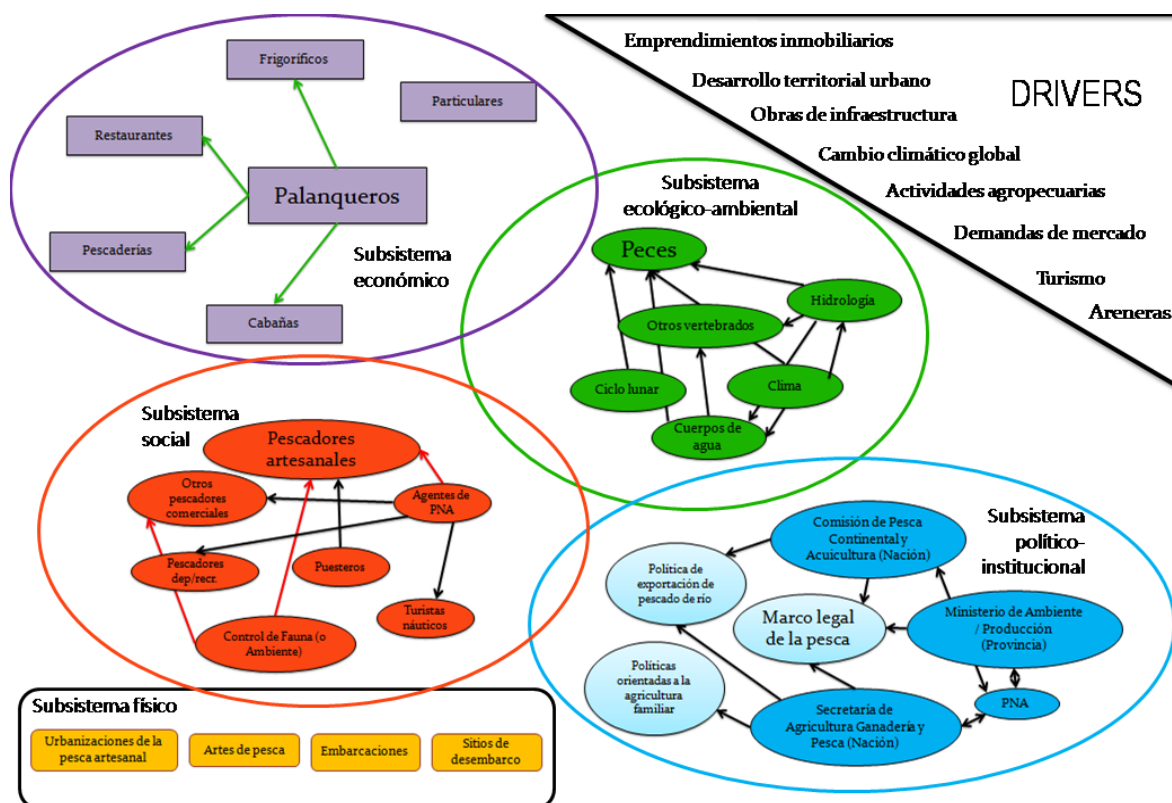 Frigoríficos
Particulares
Restaurantes
Palanqueros
Pescaderías
Subsistema
económico
Cabañas
Emprendimientos inmobiliarios
Desarrollo territorial urbano
DRIVERS
Obras de infraestructura
Cambio climático global
Actividades agropecuarias
Demandas de mercado
Turismo
Areneras
Subsistema
ecológico-ambiental
Peces
Hidrología
Otros vertebrados
Ciclo lunar
Clima
Cuerpos de
agua
Subsistema
social
Pescadores
artesanales
Otros
pescadores
comerciales
Agentes de
PNA
Pescadores
dep/recr.
Puesteros
Turistas
náuticos
Control de Fauna (o
Ambiente)
Comisión de Pesca
Continental y
Acuicultura (Nación)
Subsistema
político-
institucional
Política de
exportación de
pescado de río
Marco legal
de la pesca
Ministerio de Ambiente
/ Producción
(Provincia)
Políticas
orientadas a la
agricultura
familiar
Secretaría de
Agricultura Ganadería y
Pesca (Nación)
PNA
Subsistema físico
Urbanizaciones de la
pesca artesanal
Artes de pesca
Embarcaciones
Sitios de
desembarco